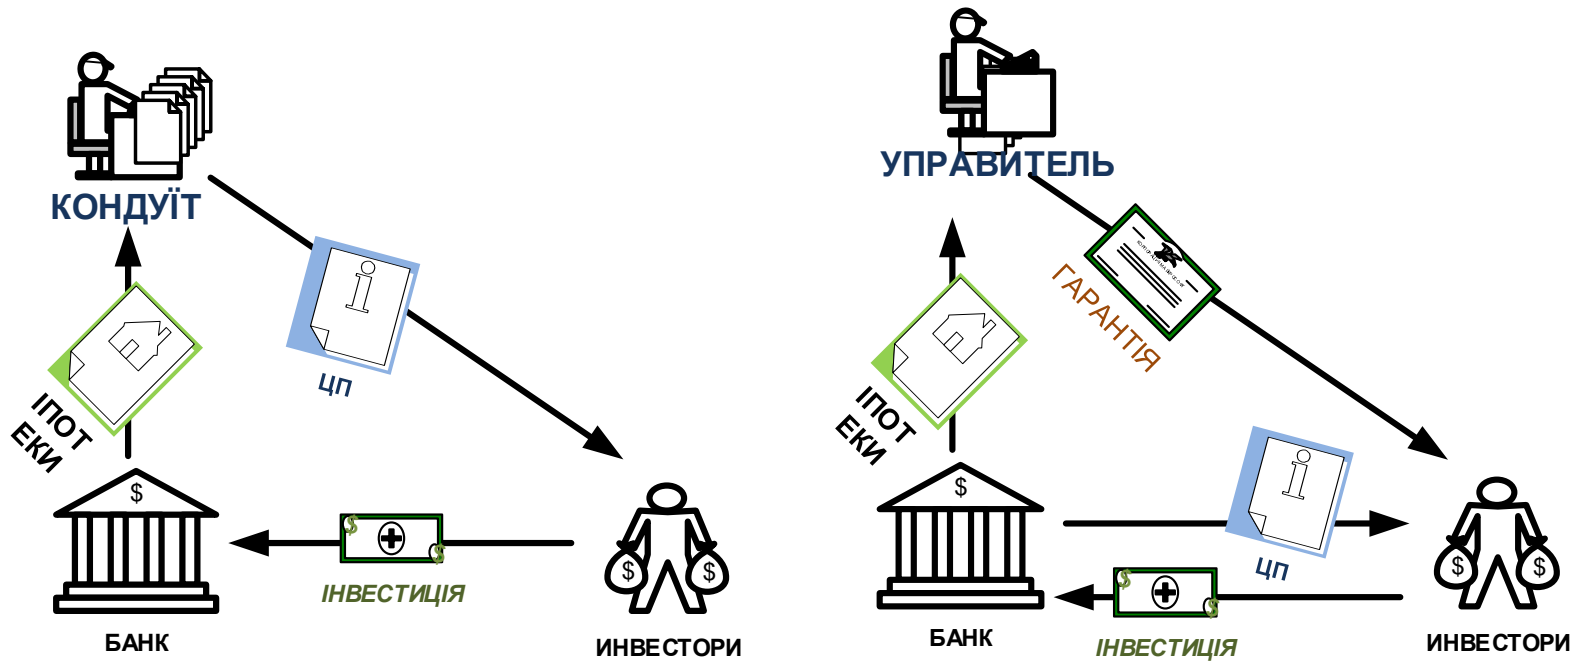 КОНДУЇТ
ЦП
ІПОТ
ЕКИ
$
$
$
$
$
ІНВЕСТИЦІЯ
БАНК
ИНВЕСТОРИ
УПРАВИТЕЛЬ
ГАРАНТІЯ
ІПОТ
ЕКИ
$
ЦП
$
$
$
$
ІНВЕСТИЦІЯ
БАНК
ИНВЕСТОРИ